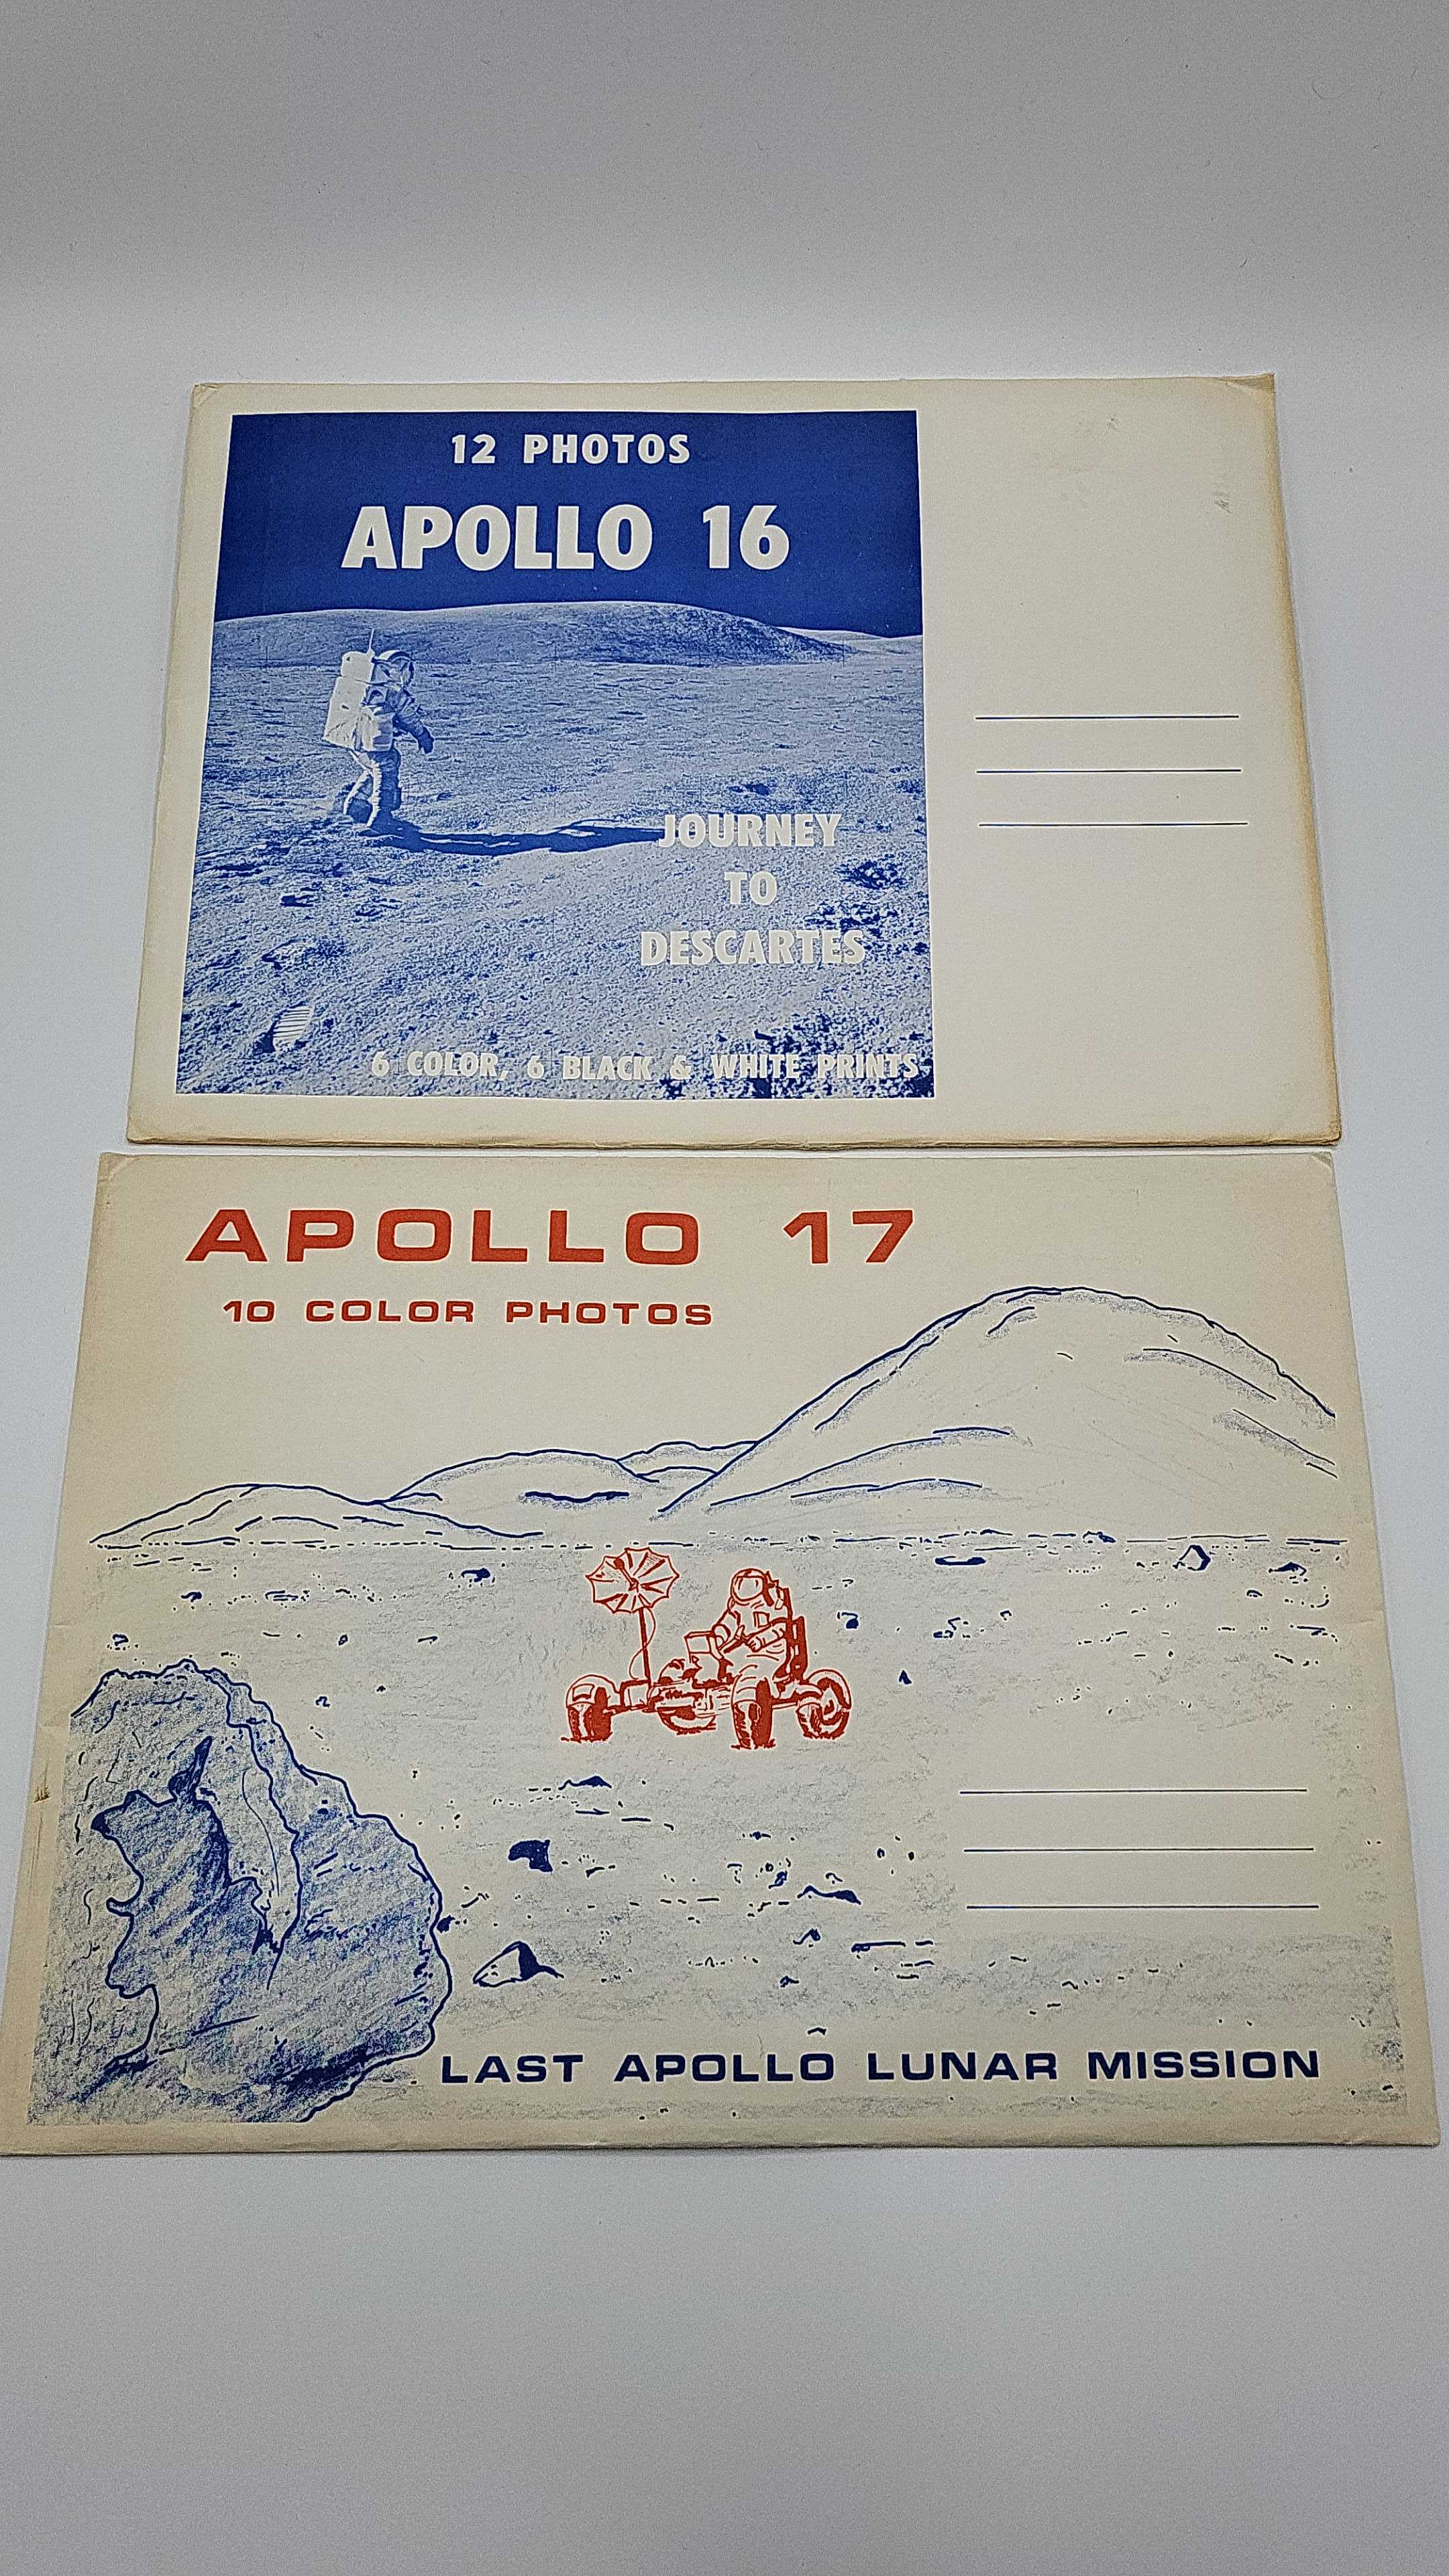 12 PHOTOS
APOLLO 16
JOURNEY
TO
DESCARTES
6 COLOR, 6 BLACK & WHITE PRINTS
APOLLO 17
10 COLOR PHOTOS
LAST APOLLO LUNAR MISSION